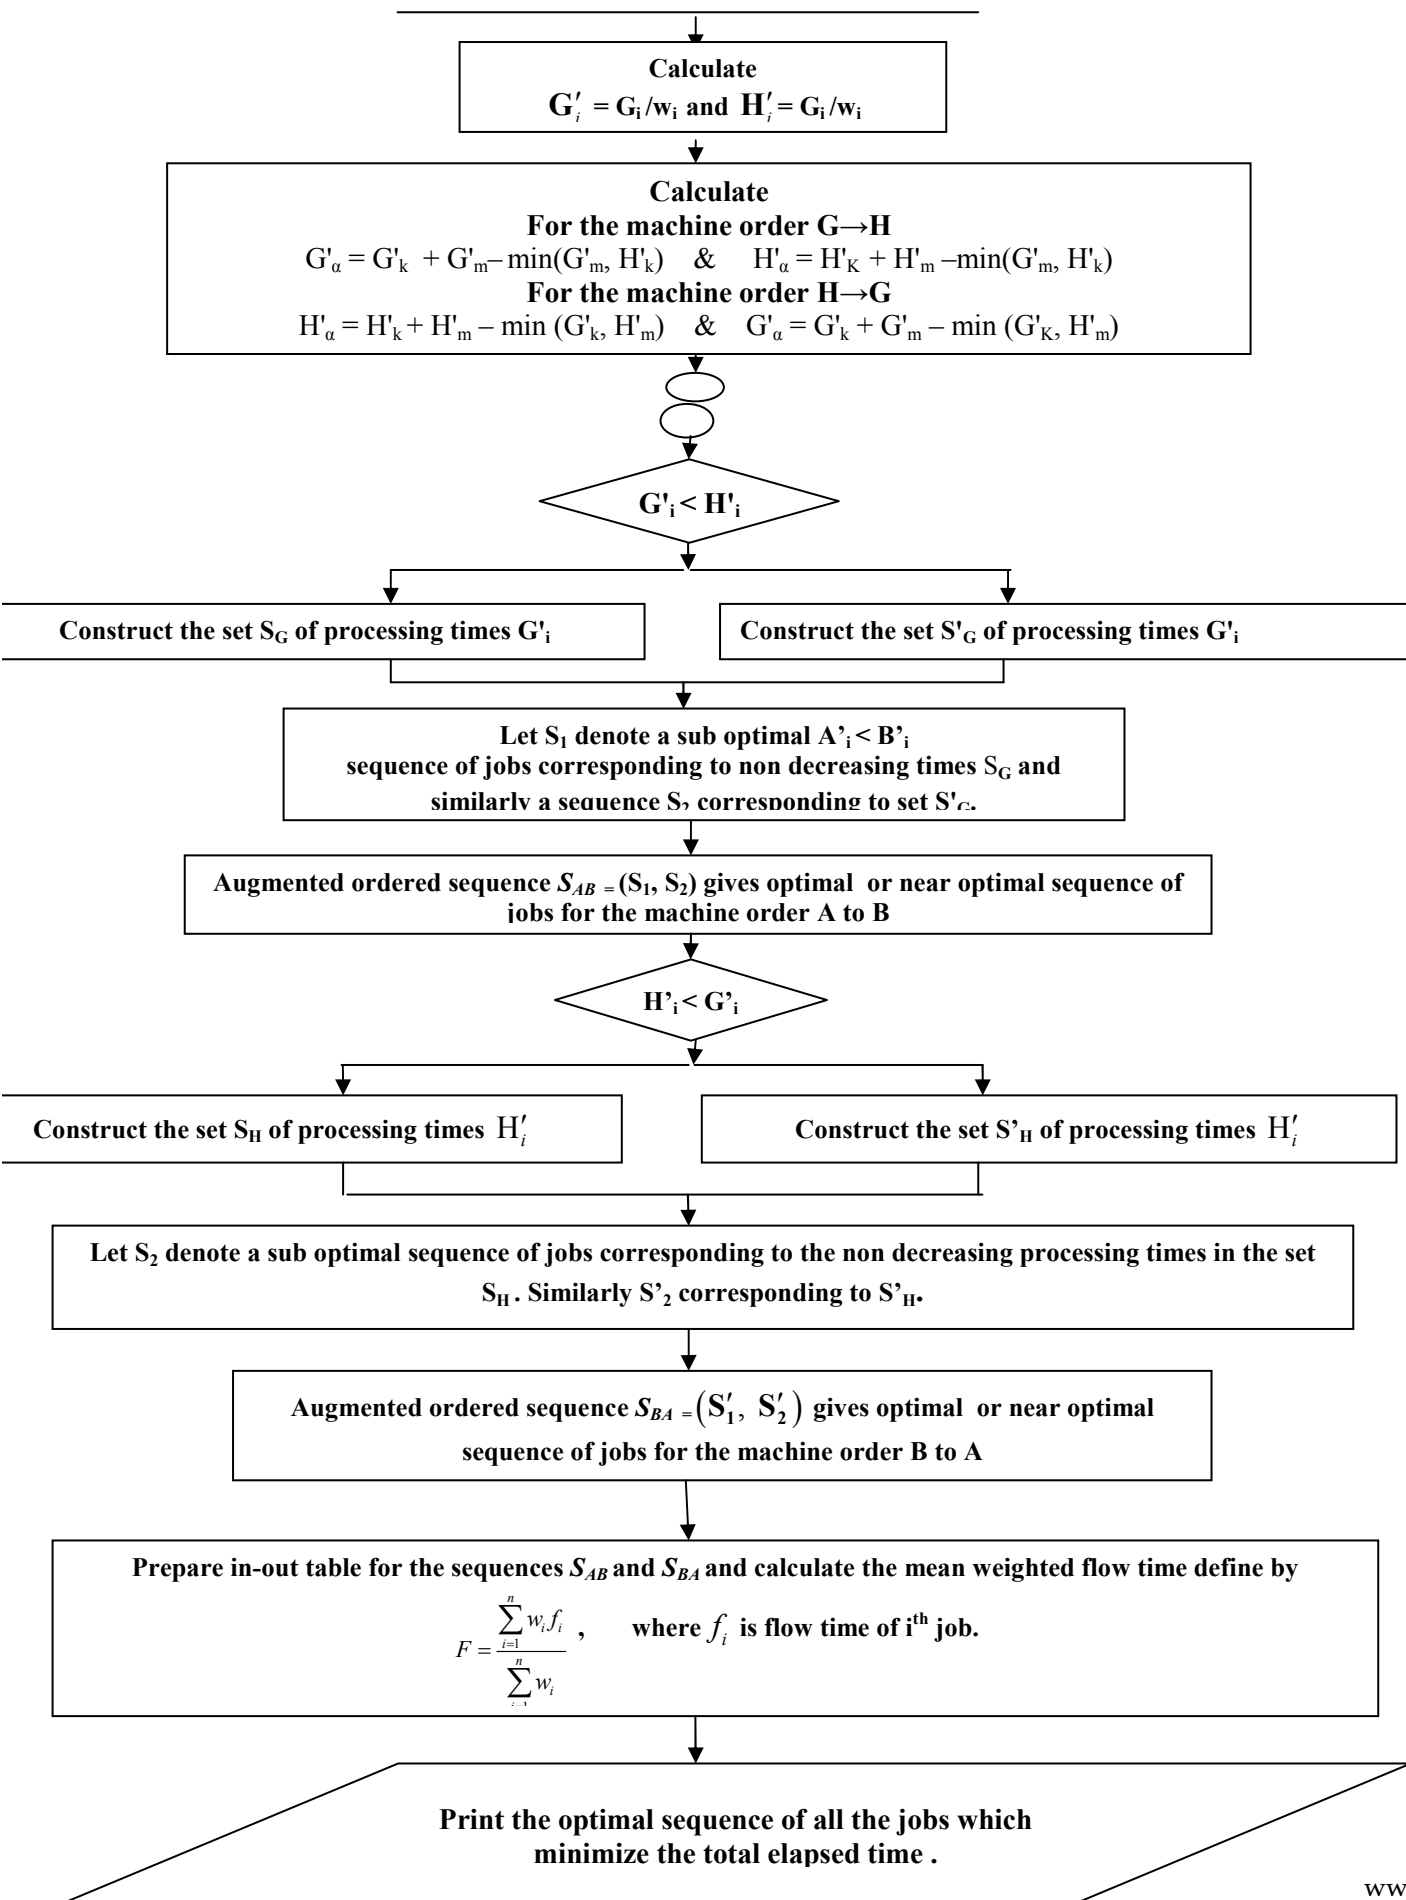 Calculate
G′ᵢ = Gᵢ /wᵢ and H′ᵢ = Gᵢ /wᵢ
Calculate
For the machine order G→H
G'α = G'k + G'm– min(G'm, H'k) & H'α = H'K + H'm –min(G'm, H'k)
For the machine order H→G
H'α = H'k + H'm – min (G'k, H'm) & G'α = G'k + G'm – min (G'K, H'm)
G'i < H'i
Construct the set SG of processing times G'i
Construct the set S'G of processing times G'i
Let S1 denote a sub optimal A’i < B’i
sequence of jobs corresponding to non decreasing times SG and
similarly a sequence S2 corresponding to set S'G.
Augmented ordered sequence SAB = (S1, S2) gives optimal or near optimal sequence of
jobs for the machine order A to B
H’i < G’i
Construct the set SH of processing times H′i
Construct the set S’H of processing times H′i
Let S2 denote a sub optimal sequence of jobs corresponding to the non decreasing processing times in the set
SH . Similarly S’2 corresponding to S’H.
Augmented ordered sequence SBA = (S′1, S′2) gives optimal or near optimal
sequence of jobs for the machine order B to A
Prepare in-out table for the sequences SAB and SBA and calculate the mean weighted flow time define by
F = ∑ⁿᵢ₌₁ wᵢfᵢ / ∑ⁿᵢ₌₁ wᵢ , where fᵢ is flow time of iᵗʰ job.
Print the optimal sequence of all the jobs which
minimize the total elapsed time .
ww